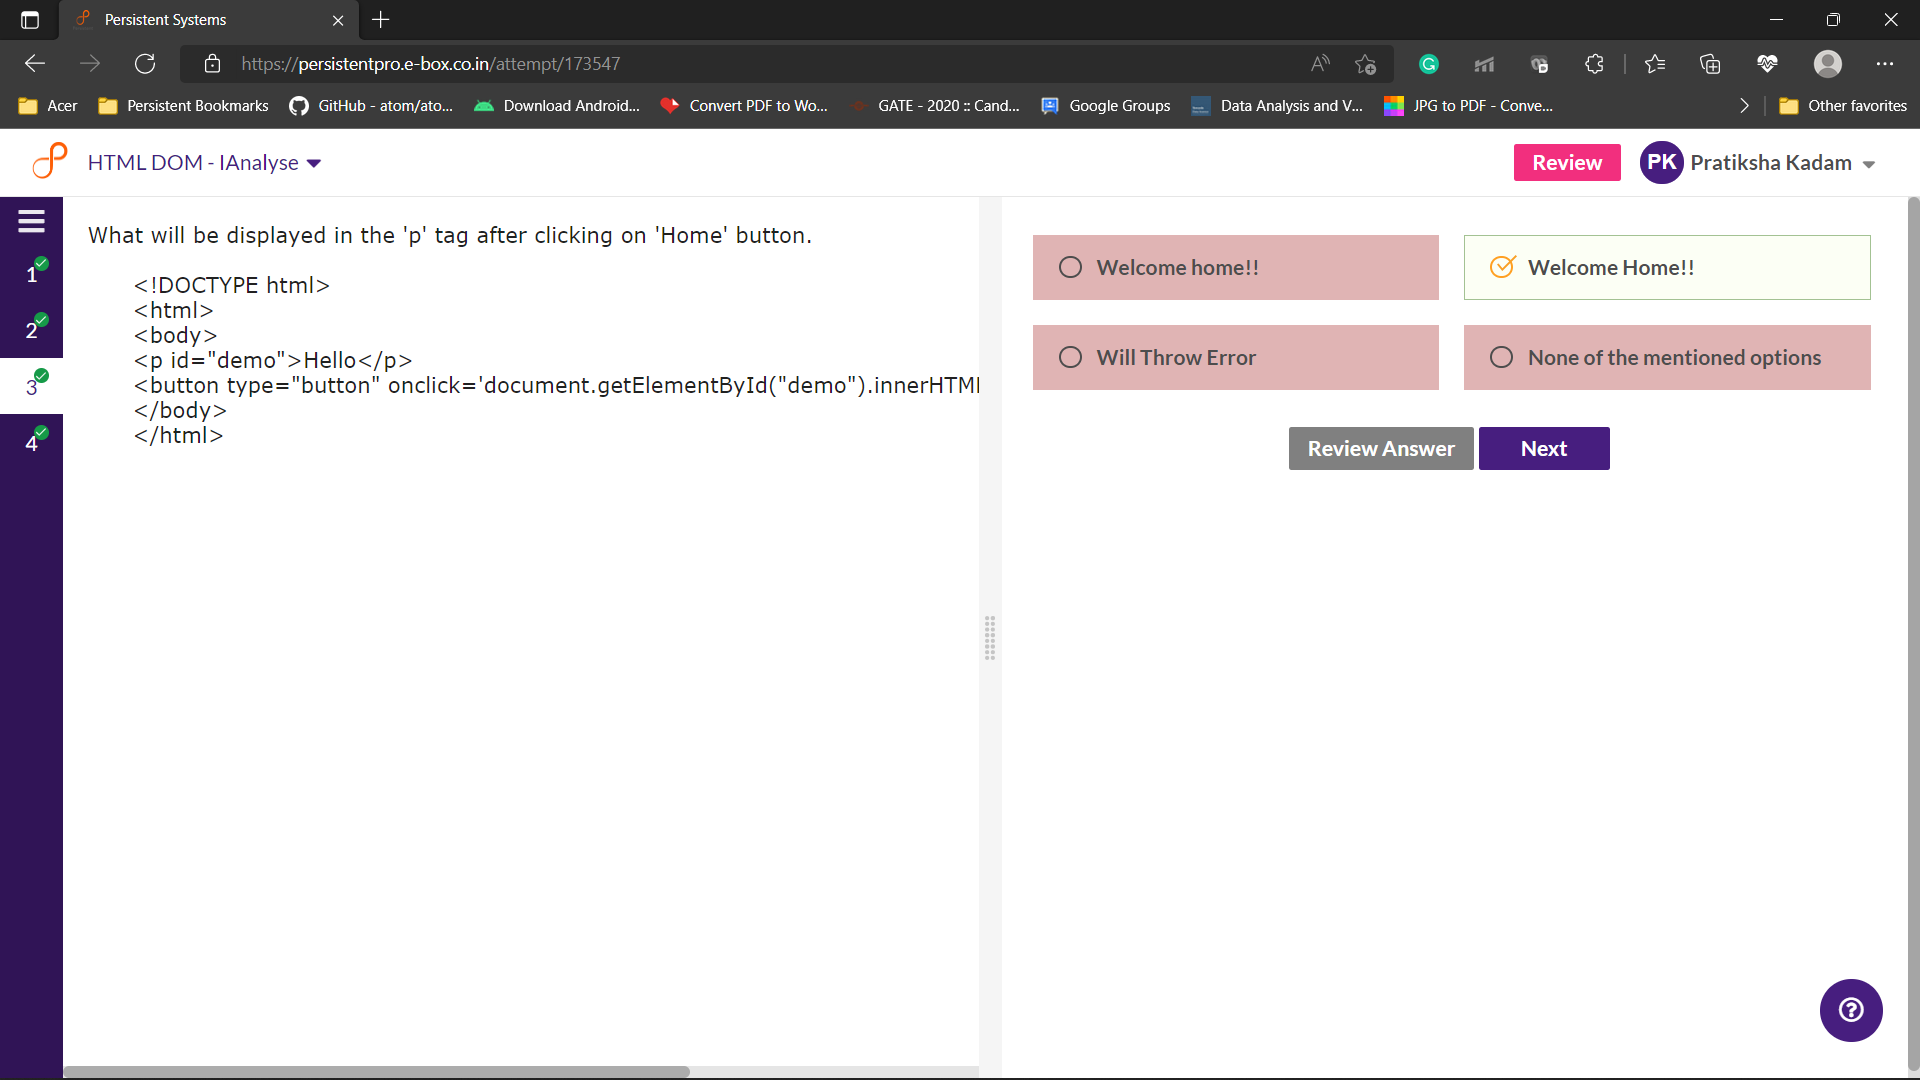 Persistent Systems
https://persistentpro.e-box.co.in/attempt/173547
Acer
Persistent Bookmarks
GitHub - atom/ato...
Download Android...
Convert PDF to Wo...
GATE - 2020 :: Cand...
Google Groups
Data Analysis and V...
JPG to PDF - Conve...
Other favorites
HTML DOM - IAnalyse
Review
PK
Pratiksha Kadam
1
2
3
4
What will be displayed in the 'p' tag after clicking on 'Home' button.
<!DOCTYPE html>
<html>
<body>
<p id="demo">Hello</p>
<button type="button" onclick='document.getElementById("demo").innerHTML
</body>
</html>
Welcome home!!
Welcome Home!!
Will Throw Error
None of the mentioned options
Review Answer
Next